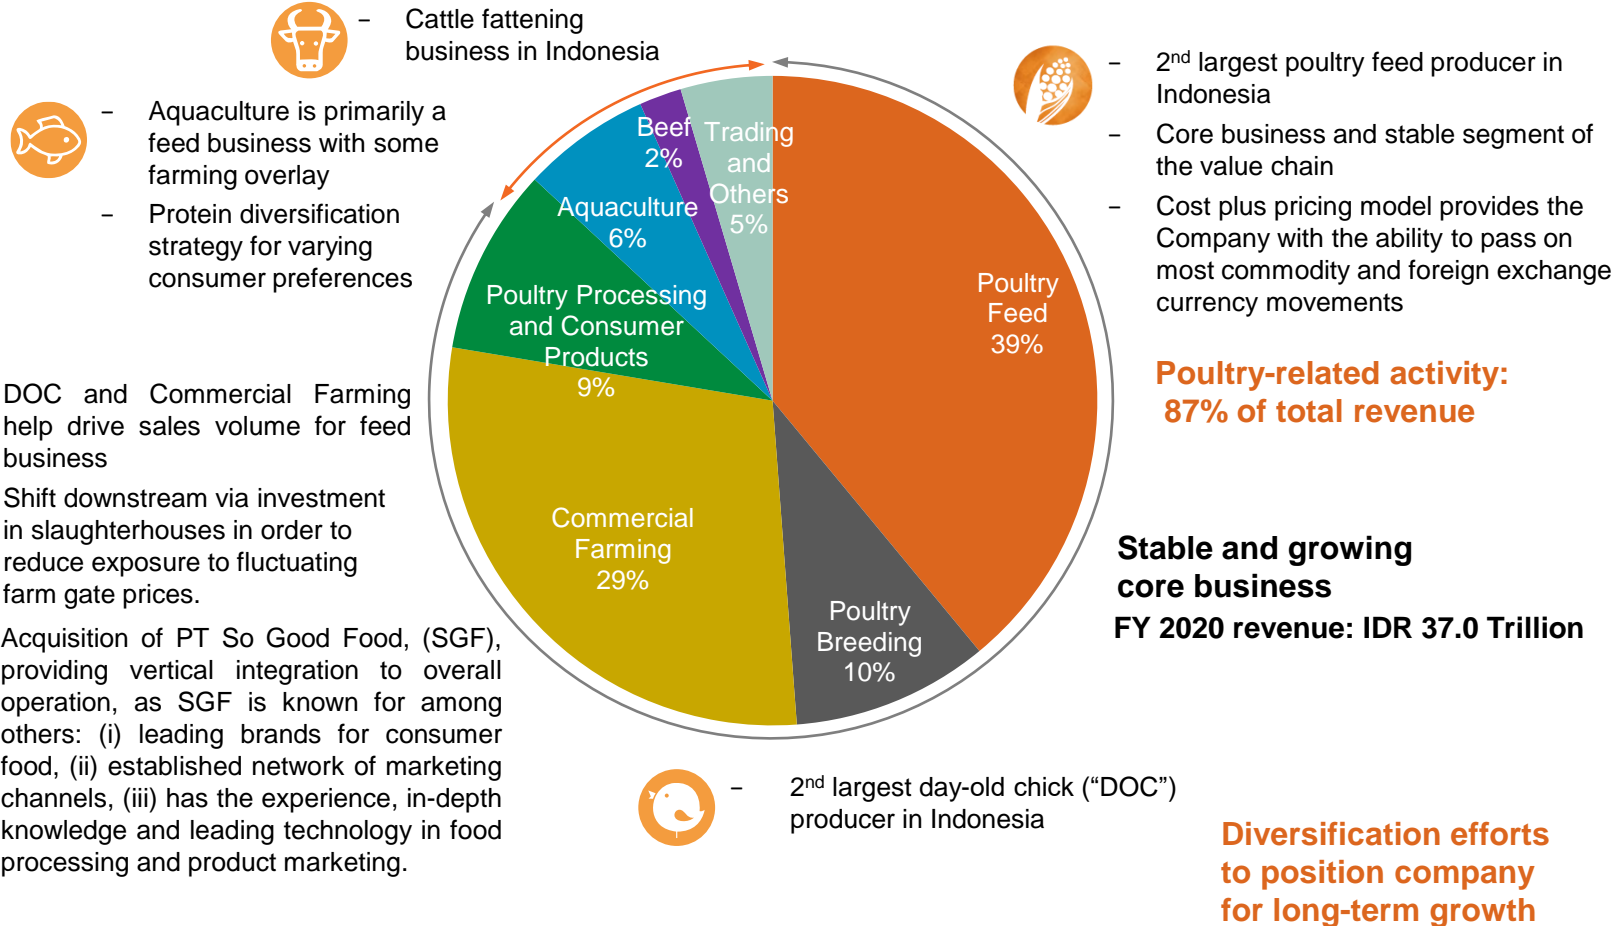 – Cattle fattening
business in Indonesia
– Aquaculture is primarily a
feed business with some
farming overlay
– Protein diversification
strategy for varying
consumer preferences
DOC and Commercial Farming
help drive sales volume for feed
business
Shift downstream via investment
in slaughterhouses in order to
reduce exposure to fluctuating
farm gate prices.
Acquisition of PT So Good Food, (SGF),
providing vertical integration to overall
operation, as SGF is known for among
others: (i) leading brands for consumer
food, (ii) established network of marketing
channels, (iii) has the experience, in-depth
knowledge and leading technology in food
processing and product marketing.
Beef
2%
Trading
and
Others
5%
Aquaculture
6%
Poultry Processing
and Consumer
Products
9%
Poultry
Feed
39%
Commercial
Farming
29%
Poultry
Breeding
10%
– 2nd largest poultry feed producer in
Indonesia
– Core business and stable segment of
the value chain
– Cost plus pricing model provides the
Company with the ability to pass on
most commodity and foreign exchange
currency movements
Poultry-related activity:
87% of total revenue
Stable and growing
core business
FY 2020 revenue: IDR 37.0 Trillion
– 2nd largest day-old chick (“DOC”)
producer in Indonesia
Diversification efforts
to position company
for long-term growth